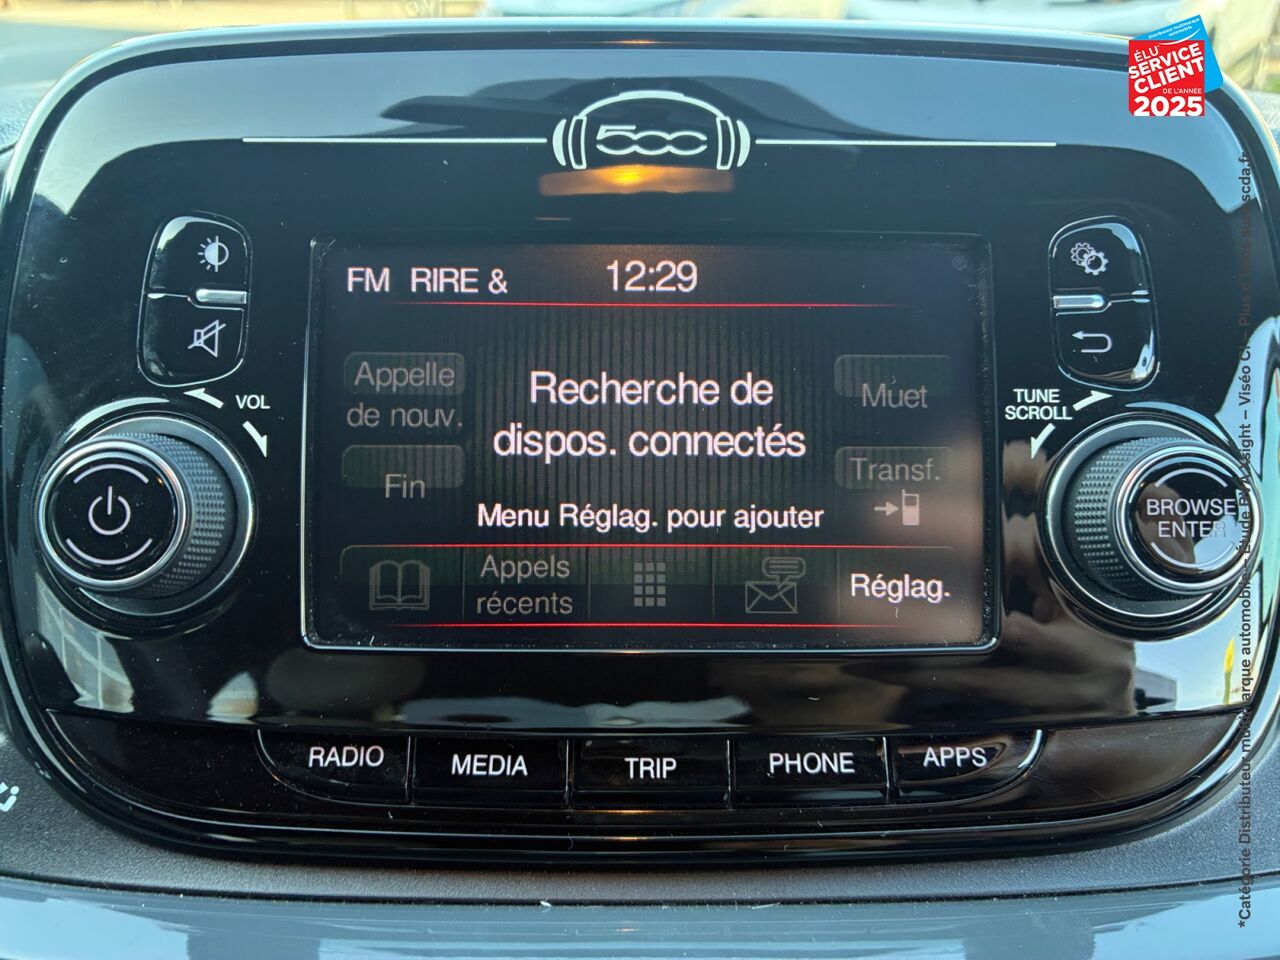 ÉLU
SERVICE
CLIENT
DE L'ANNÉE
2025
500
FM RIRE & 12:29
Appelle
de nouv.
Recherche de
dispos. connectés
Muet
Fin
Transf.
Menu Réglag. pour ajouter
Appels
récents
Réglag.
VOL
TUNE
SCROLL
BROWSE
ENTER
RADIO
MEDIA
TRIP
PHONE
APPS